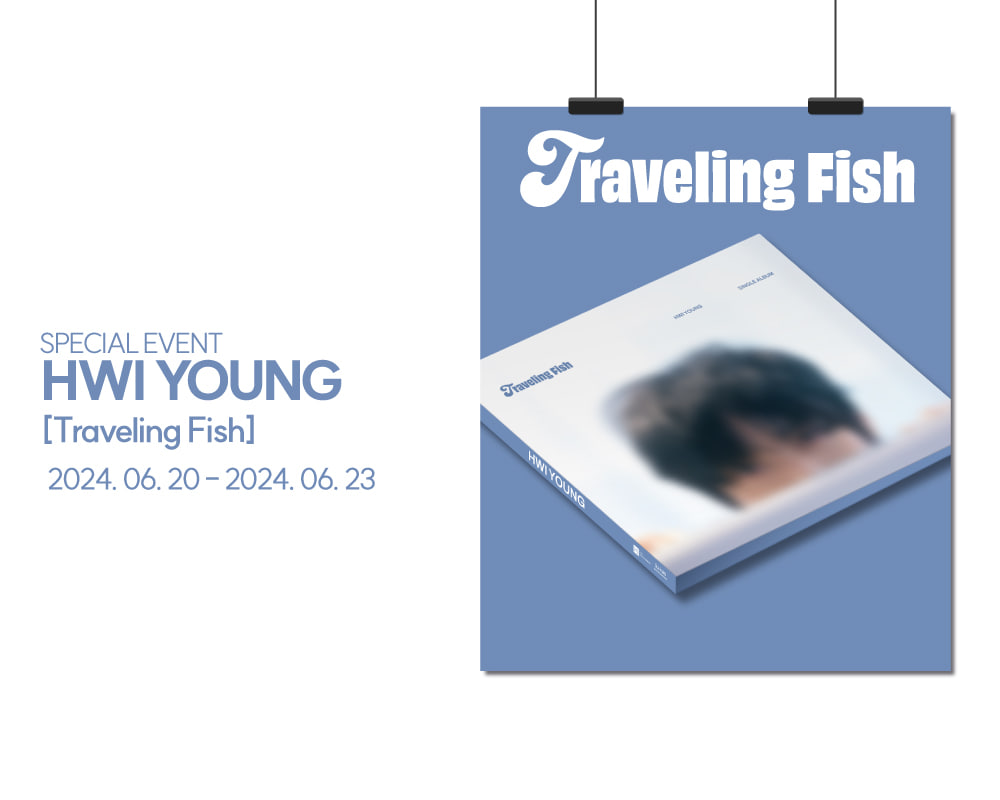 SPECIAL EVENT
HWI YOUNG
[Traveling Fish]
2024. 06. 20 – 2024. 06. 23
Traveling Fish
SINGLE ALBUM
HWI YOUNG
Traveling Fish
HWI YOUNG